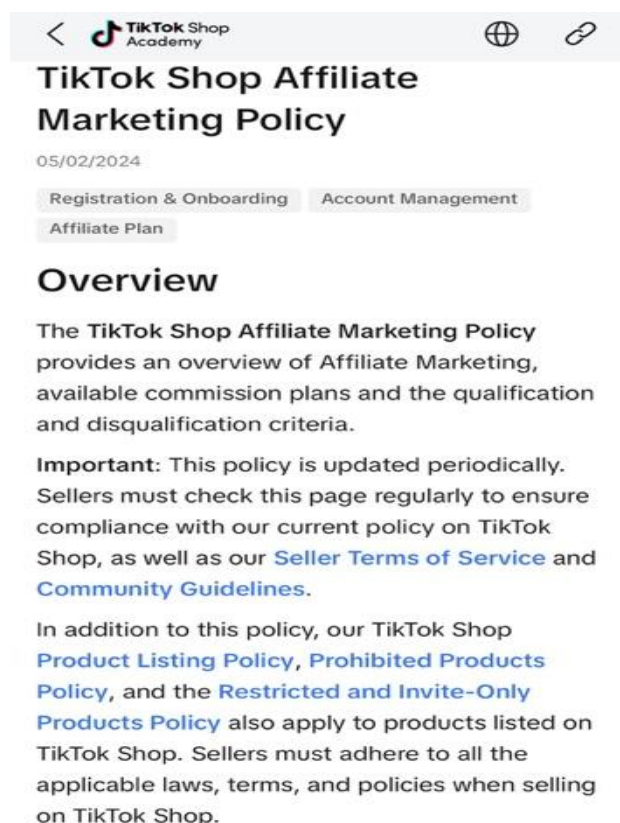 TikTok Shop
Academy
TikTok Shop Affiliate
Marketing Policy
05/02/2024
Registration & Onboarding Account Management
Affiliate Plan
Overview
The TikTok Shop Affiliate Marketing Policy
provides an overview of Affiliate Marketing,
available commission plans and the qualification
and disqualification criteria.
Important: This policy is updated periodically.
Sellers must check this page regularly to ensure
compliance with our current policy on TikTok
Shop, as well as our Seller Terms of Service and
Community Guidelines.
In addition to this policy, our TikTok Shop
Product Listing Policy, Prohibited Products
Policy, and the Restricted and Invite-Only
Products Policy also apply to products listed on
TikTok Shop. Sellers must adhere to all the
applicable laws, terms, and policies when selling
on TikTok Shop.